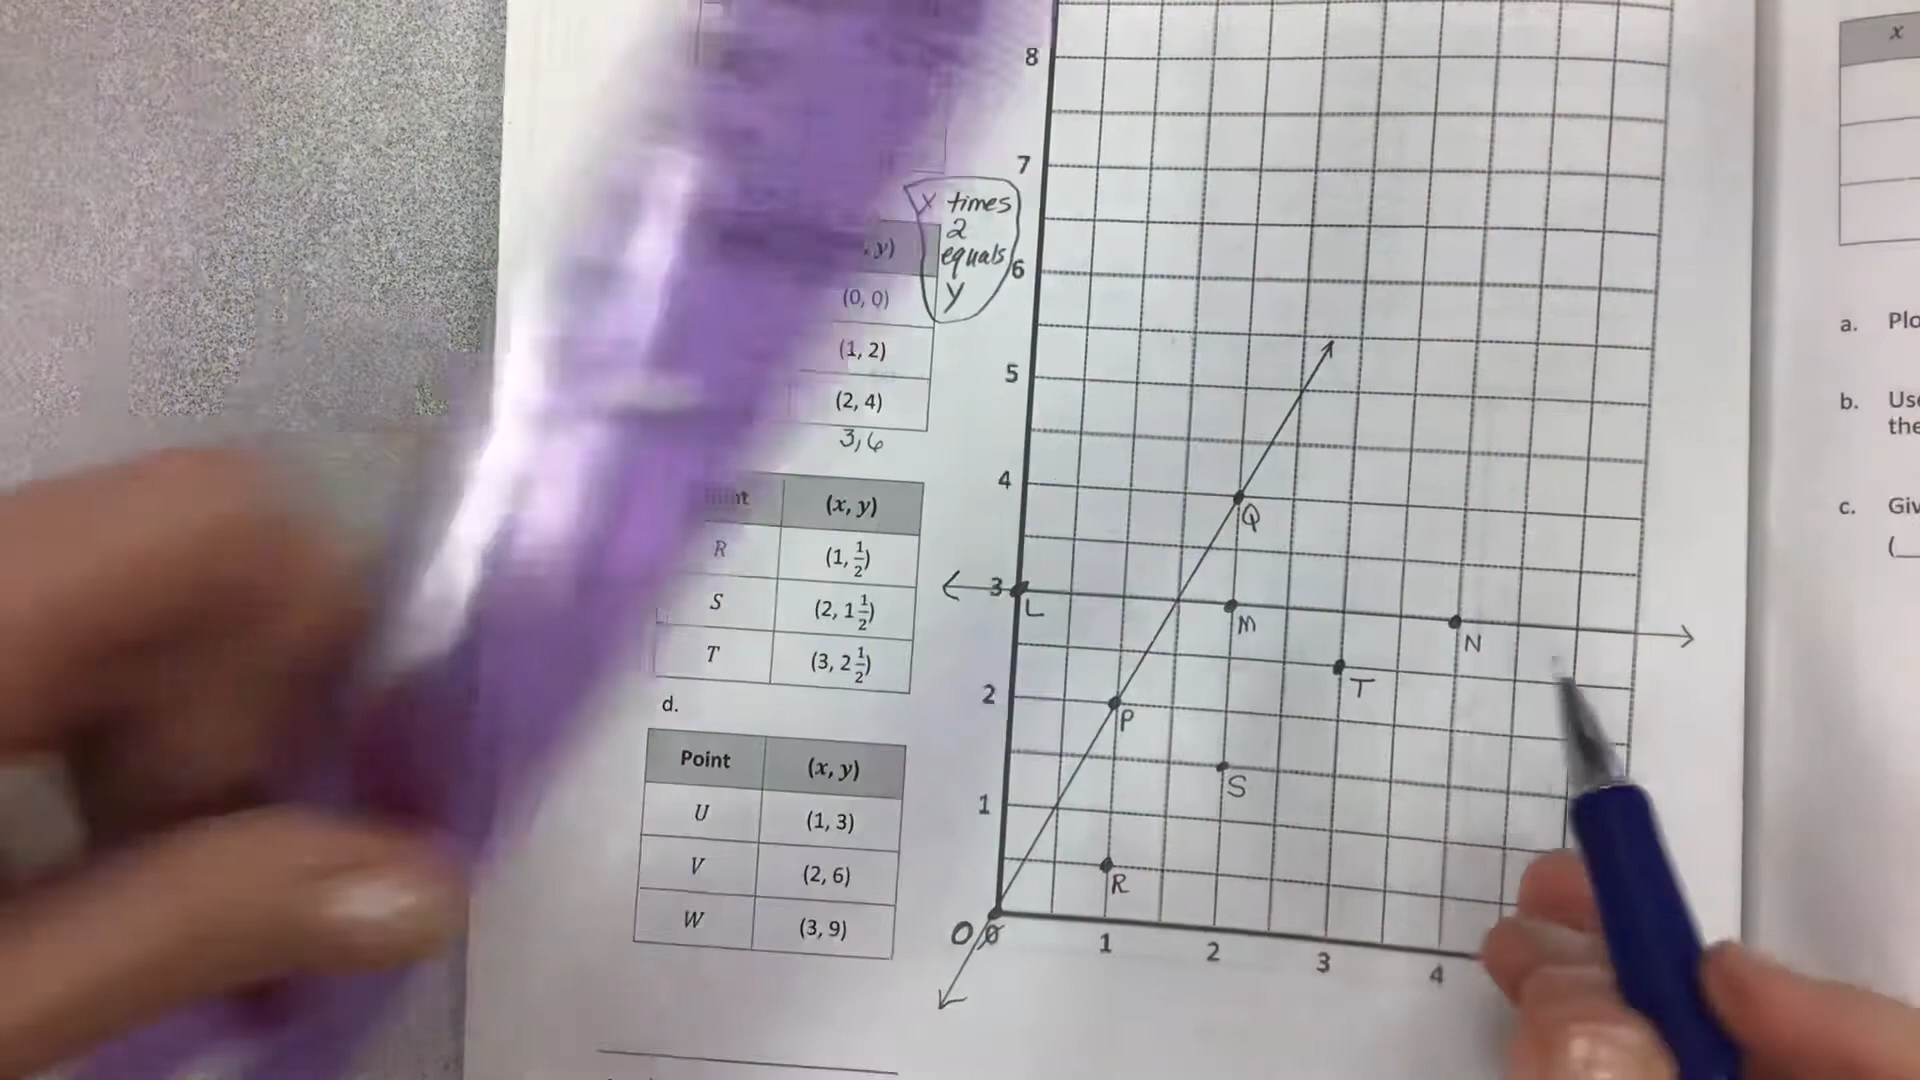 8
7
x times
2
equals
y
6
, y)
(0, 0)
(1, 2)
(2, 4)
3,6
5
4
3
2
1
(x, y)
R (1, 1/2)
S (2, 1 1/2)
T (3, 2 1/2)
d.
Point (x, y)
U (1, 3)
V (2, 6)
W (3, 9)
Q
L
M
N
T
P
S
R
O 0
1 2 3 4
x
a. Plo
b. Use
the
c. Giv
(